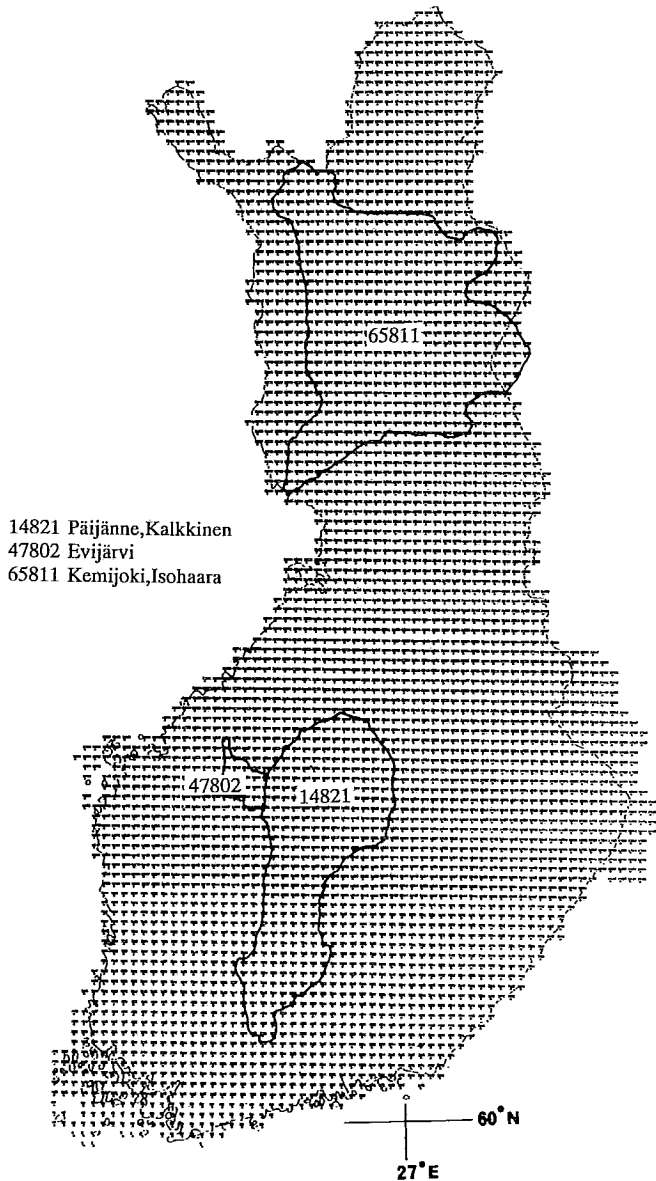 65811
14821 Päijänne,Kalkkinen
47802 Evijärvi
65811 Kemijoki,Isohaara
47802
14821
60°N
27°E